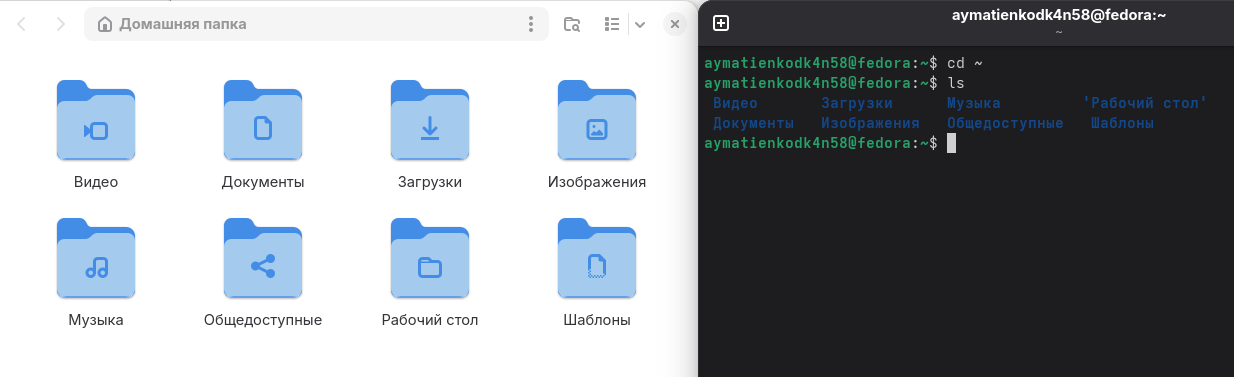 Домашняя папка
Видео
Документы
Загрузки
Изображения
Музыка
Общедоступные
Рабочий стол
Шаблоны
aymatienkodk4n58@fedora:~
~
aymatienkodk4n58@fedora:~$ cd ~
aymatienkodk4n58@fedora:~$ ls
Видео Загрузки Музыка 'Рабочий стол'
Документы Изображения Общедоступные Шаблоны
aymatienkodk4n58@fedora:~$